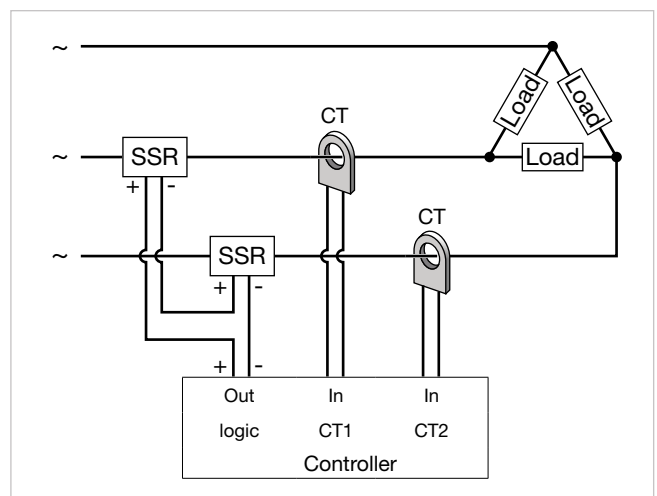 ~
CT
Load
Load
~
SSR
Load
+ -
CT
~
SSR
+ -
+ -
Out In In
logic CT1 CT2
Controller